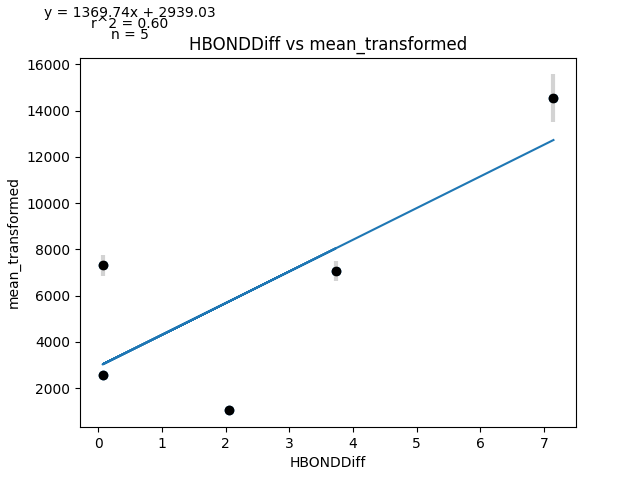 y = 1369.74x + 2939.03
r^2 = 0.60
n = 5
HBONDDiff vs mean_transformed
16000
14000
12000
10000
8000
6000
4000
2000
mean_transformed
0 1 2 3 4 5 6 7
HBONDDiff